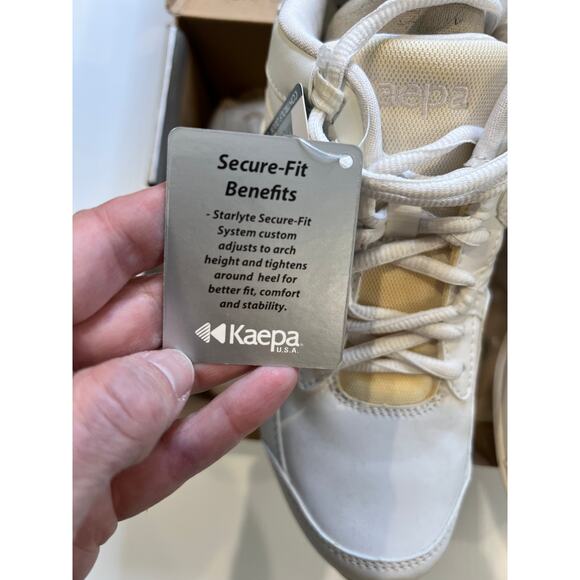 kaepa
Secure-Fit
Benefits
- Starlyte Secure-Fit
System custom
adjusts to arch
height and tightens
around heel for
better fit, comfort
and stability.
Kaepa
U.S.A.